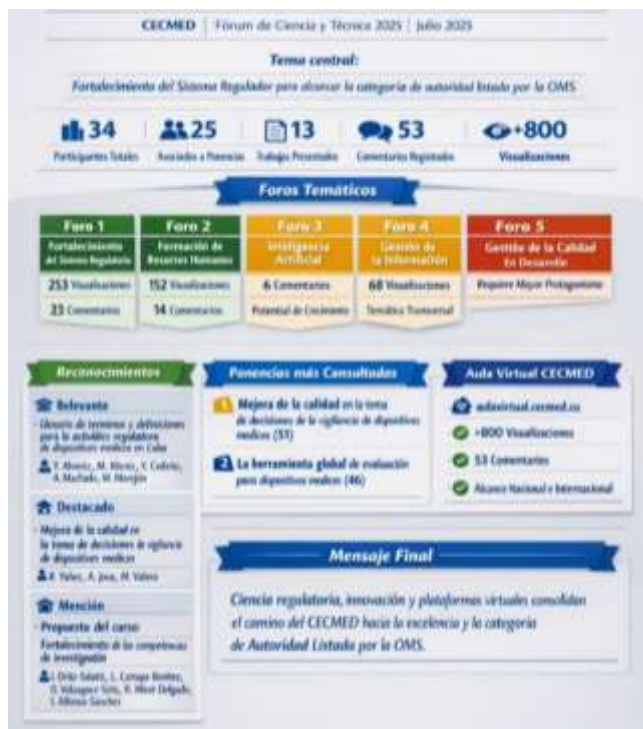 CECMED | Fórum de Ciencia y Técnica 2025 | Julio 2025
Tema central:
Fortalecimiento del Sistema Regulador para alcanzar la categoría de autoridad listada por la OMS
34
Participantes Totales
25
Asociados a Ponencias
13
Trabajos Presentados
53
Comentarios Registrados
+800
Visualizaciones
Foros Temáticos
Foro 1
Fortalecimiento
del Sistema Regulatorio
253 Visualizaciones
23 Comentarios
Foro 2
Formación de
Recursos Humanos
152 Visualizaciones
14 Comentarios
Foro 3
Inteligencia
Artificial
6 Comentarios
Potencial de Crecimiento
Foro 4
Gestión de
la Información
68 Visualizaciones
Temática Transversal
Foro 5
Gestión de la Calidad
En Desarrollo
Requiere Mayor Protagonismo
Reconocimientos
Relevante
Glosario de términos y definiciones
para la actividad reguladora
de dispositivos médicos en Cuba
Destacado
Mejora de la calidad en
la toma de decisiones de vigilancia
de dispositivos médicos
Mención
Propuesta del curso
Fortalecimiento de las competencias
de investigación
Ponencias más Consultadas
1 Mejora de la calidad en la toma
de decisiones de la vigilancia de dispositivos
medicos (51)
2 La herramienta global de evaluación
para dispositivos medicos (46)
Aula Virtual CECMED
aulavirtual.cecmed.cu
+800 Visualizaciones
53 Comentarios
Alcance Nacional e Internacional
Mensaje Final
Ciencia regulatoria, innovación y plataformas virtuales consolidan
el camino del CECMED hacia la excelencia y la categoría
de Autoridad Listada por la OMS.